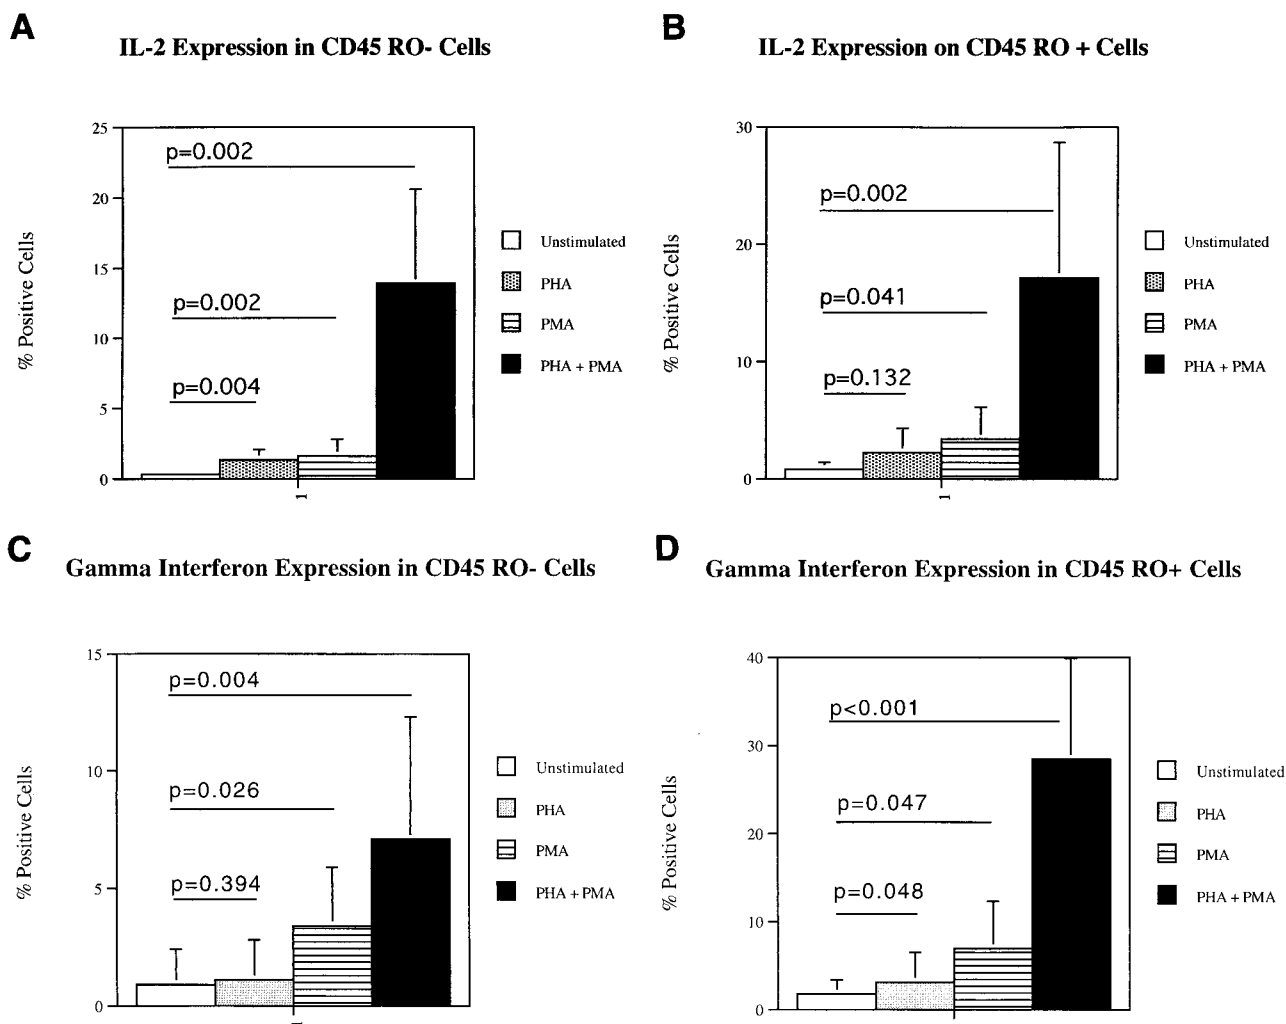 A
IL-2 Expression in CD45 RO- Cells
25
20
15
10
5
0
% Positive Cells
p=0.002
p=0.002
p=0.004
1
Unstimulated
PHA
PMA
PHA + PMA
B
IL-2 Expression on CD45 RO + Cells
30
20
10
0
% Positive Cells
p=0.002
p=0.041
p=0.132
1
Unstimulated
PHA
PMA
PHA + PMA
C
Gamma Interferon Expression in CD45 RO- Cells
15
10
5
0
% Positive Cells
p=0.004
p=0.026
p=0.394
Unstimulated
PHA
PMA
PHA + PMA
D
Gamma Interferon Expression in CD45 RO+ Cells
40
30
20
10
0
% Positive Cells
p<0.001
p=0.047
p=0.048
Unstimulated
PHA
PMA
PHA + PMA